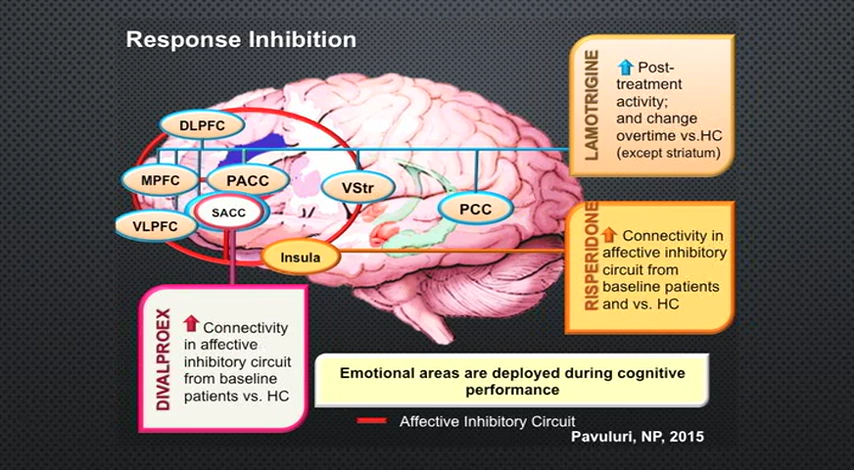 Response Inhibition
LAMOTRIGINE
⬆ Post-
treatment
activity;
and change
overtime vs.HC
(except striatum)
DLPFC
MPFC
PACC
VStr
SACC
PCC
VLPFC
Insula
RISPERIDONE
⬆ Connectivity in
affective inhibitory
circuit from
baseline patients
and vs. HC
DIVALPROEX
⬆ Connectivity
in affective
inhibitory circuit
from baseline
patients vs. HC
Emotional areas are deployed during cognitive
performance
Affective Inhibitory Circuit
Pavuluri, NP, 2015